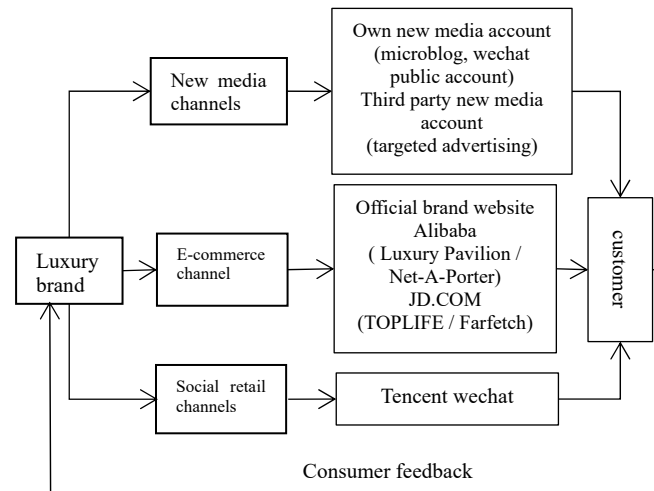 Own new media account
(microblog, wechat
public account)
Third party new media
account
(targeted advertising)
New media
channels
Official brand website
Alibaba
( Luxury Pavilion /
Net-A-Porter)
JD.COM
(TOPLIFE / Farfetch)
E-commerce
channel
Luxury
brand
customer
Social retail
channels
Tencent wechat
Consumer feedback